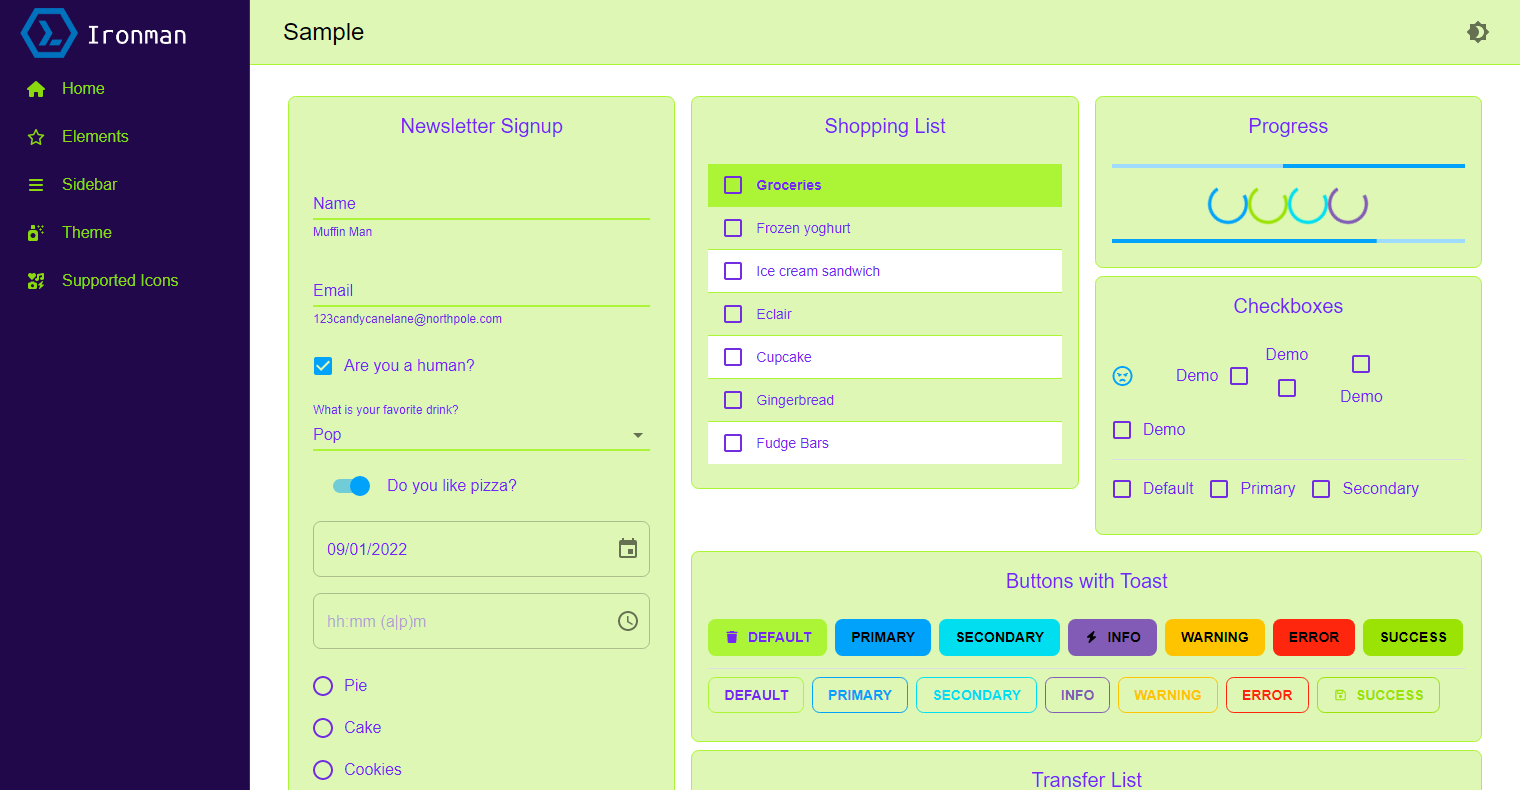 Ironman
Home
Elements
Sidebar
Theme
Supported Icons
Sample
Newsletter Signup
Name
Muffin Man
Email
123candycanelane@northpole.com
Are you a human?
What is your favorite drink?
Pop
Do you like pizza?
09/01/2022
hh:mm (a|p)m
Pie
Cake
Cookies
Shopping List
Groceries
Frozen yoghurt
Ice cream sandwich
Eclair
Cupcake
Gingerbread
Fudge Bars
Progress
Checkboxes
Demo
Demo
Demo
Demo
Default Primary Secondary
Buttons with Toast
DEFAULT PRIMARY SECONDARY INFO WARNING ERROR SUCCESS
DEFAULT PRIMARY SECONDARY INFO WARNING ERROR SUCCESS
Transfer List